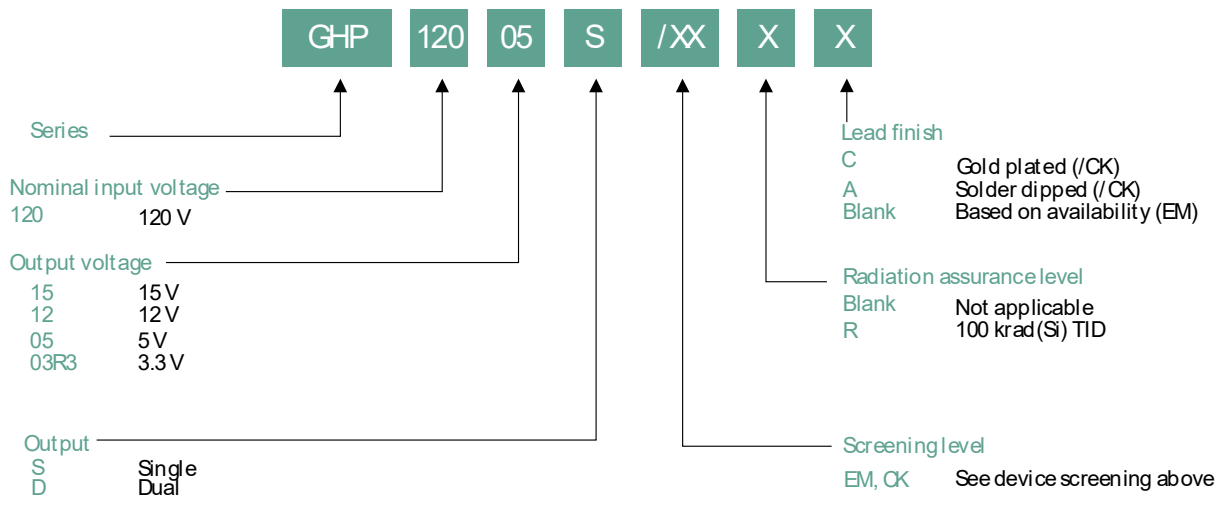 GHP 120 05 S /XX X X
Series
Nominal input voltage
120 120 V
Output voltage
15 15 V
12 12 V
05 5 V
03R3 3.3 V
Output
S Single
D Dual
Lead finish
C Gold plated (/CK)
A Solder dipped (/CK)
Blank Based on availability (EM)
Radiation assurance level
Blank Not applicable
R 100 krad(Si) TID
Screening level
EM, CK See device screening above